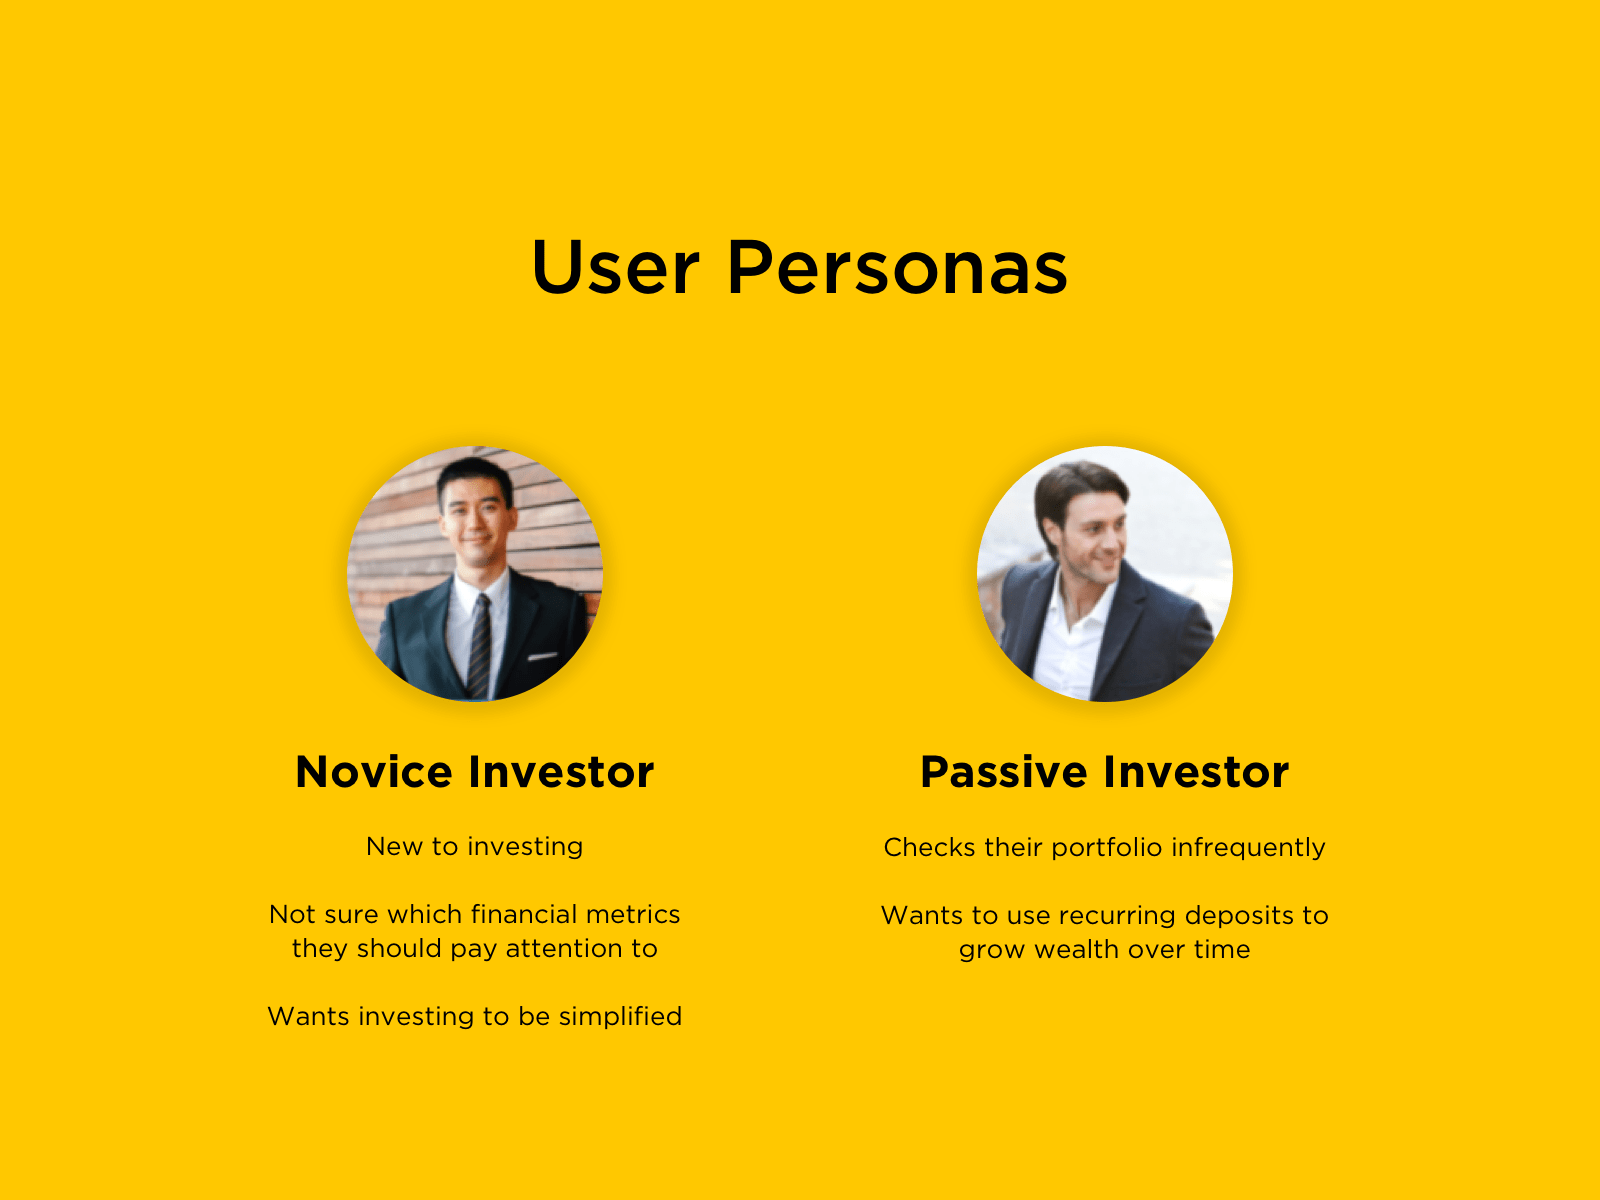 User Personas
Novice Investor
New to investing
Not sure which financial metrics
they should pay attention to
Wants investing to be simplified
Passive Investor
Checks their portfolio infrequently
Wants to use recurring deposits to
grow wealth over time